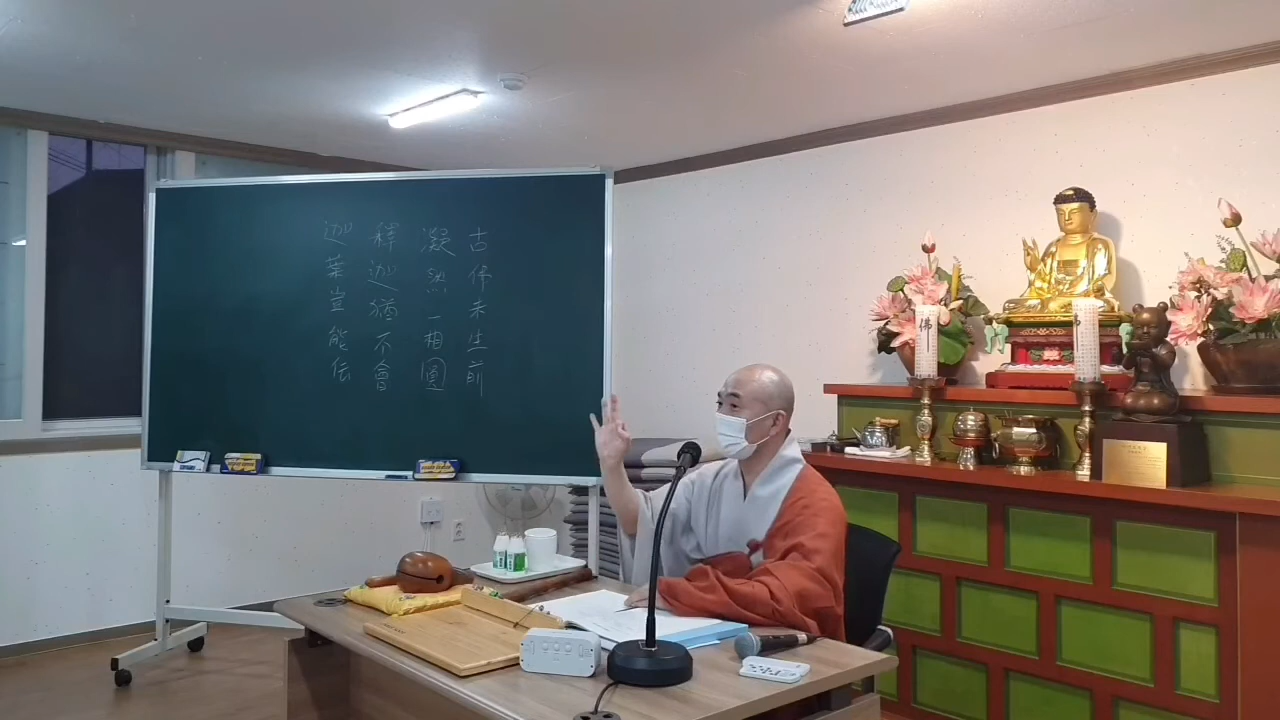 古仸未生前
凝然一相圓
釋迦猶不會
迦葉豈能伝
佛